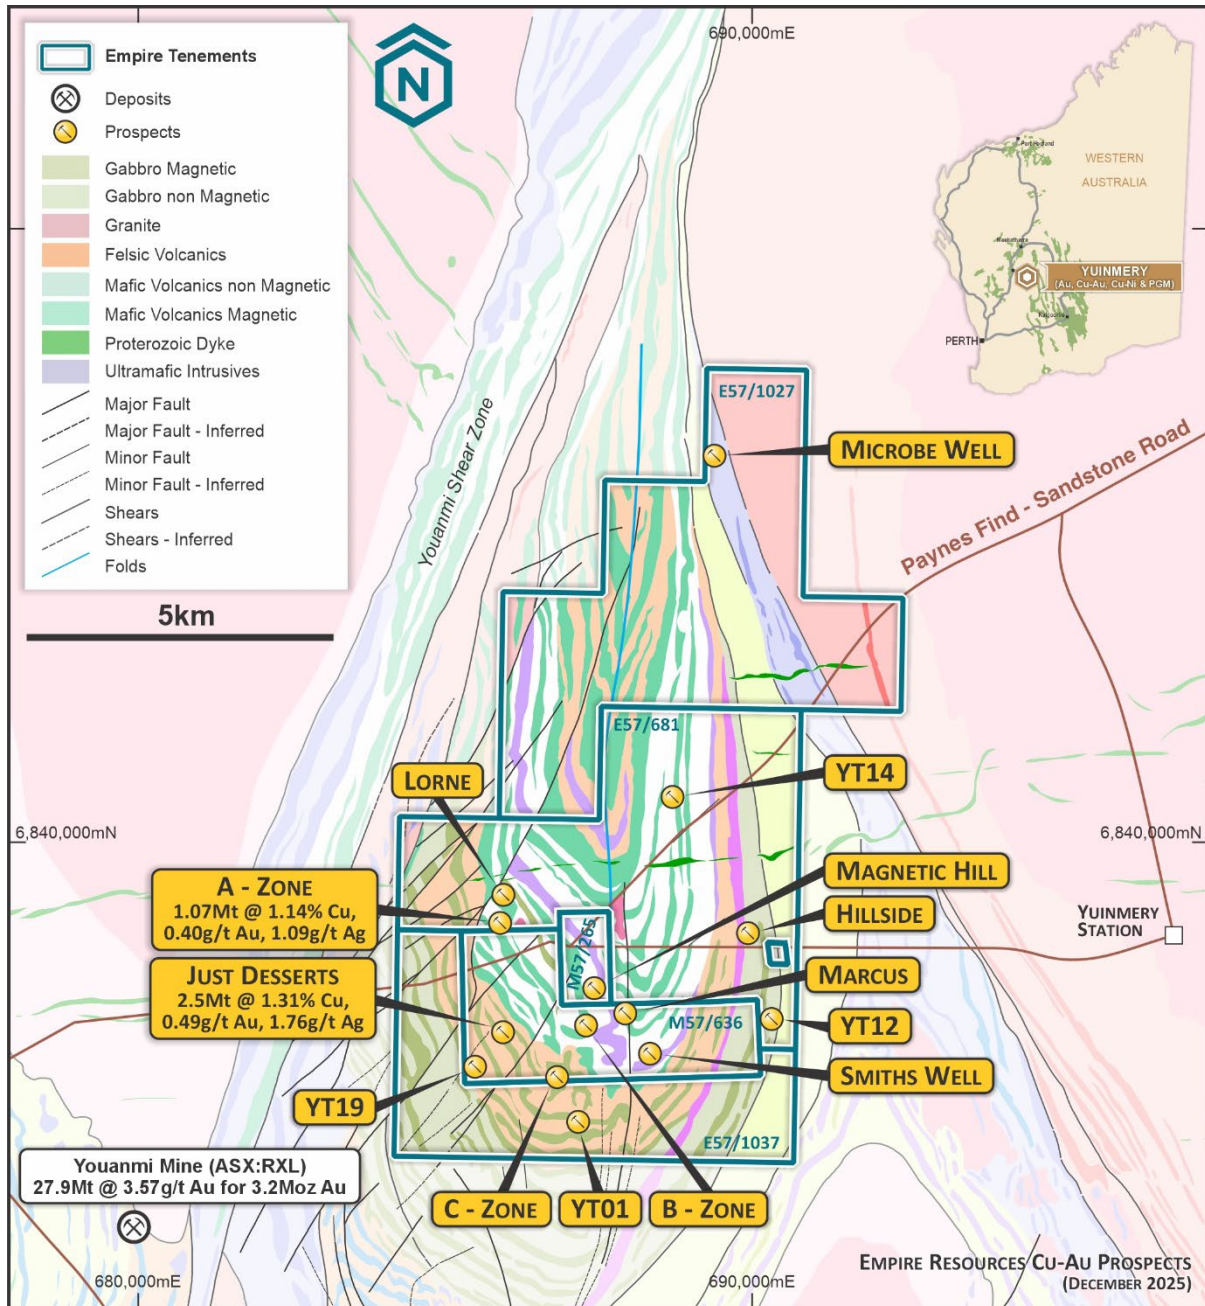 690,000mE
Empire Tenements
Deposits
Prospects
Gabbro Magnetic
Gabbro non Magnetic
Granite
Felsic Volcanics
Mafic Volcanics non Magnetic
Mafic Volcanics Magnetic
Proterozoic Dyke
Ultramafic Intrusives
Major Fault
Major Fault - Inferred
Minor Fault
Minor Fault - Inferred
Shears
Shears - Inferred
Folds
5km
N
WESTERN
AUSTRALIA
YUINMERY
(Au, Cu-Au, Cu-Ni & PGM)
PERTH
Youanmi Shear Zone
E57/1027
MICROBE WELL
Paynes Find - Sandstone Road
E57/681
LORNE
YT14
6,840,000mN
6,840,000mN
A - ZONE
1.07Mt @ 1.14% Cu,
0.40g/t Au, 1.09g/t Ag
MAGNETIC HILL
HILLSIDE
M57/265
YUINMERY
STATION
JUST DESSERTS
2.5Mt @ 1.31% Cu,
0.49g/t Au, 1.76g/t Ag
MARCUS
M57/636
YT12
SMITHS WELL
YT19
E57/1037
Youanmi Mine (ASX:RXL)
27.9Mt @ 3.57g/t Au for 3.2Moz Au
C - ZONE
YT01
B - ZONE
EMPIRE RESOURCES CU-AU PROSPECTS
(DECEMBER 2025)
680,000mE
690,000mE